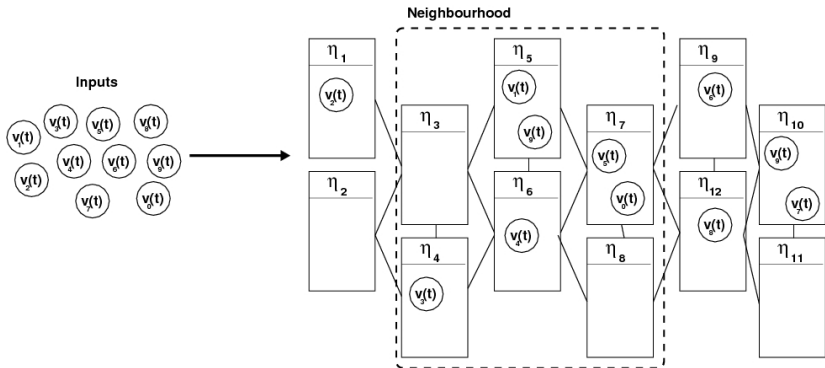 Neighbourhood
Inputs
v₁(t)
v₃(t)
v₅(t)
v₈(t)
v₂(t)
v₄(t)
v₆(t)
v₉(t)
v₇(t)
v₀(t)
η₁
v₂(t)
η₂
η₃
η₄
v₃(t)
η₅
v₁(t)
v₉(t)
η₆
v₄(t)
η₇
v₅(t)
v₀(t)
η₈
η₉
v₆(t)
η₁₂
v₈(t)
η₁₀
v₉(t)
v₇(t)
η₁₁